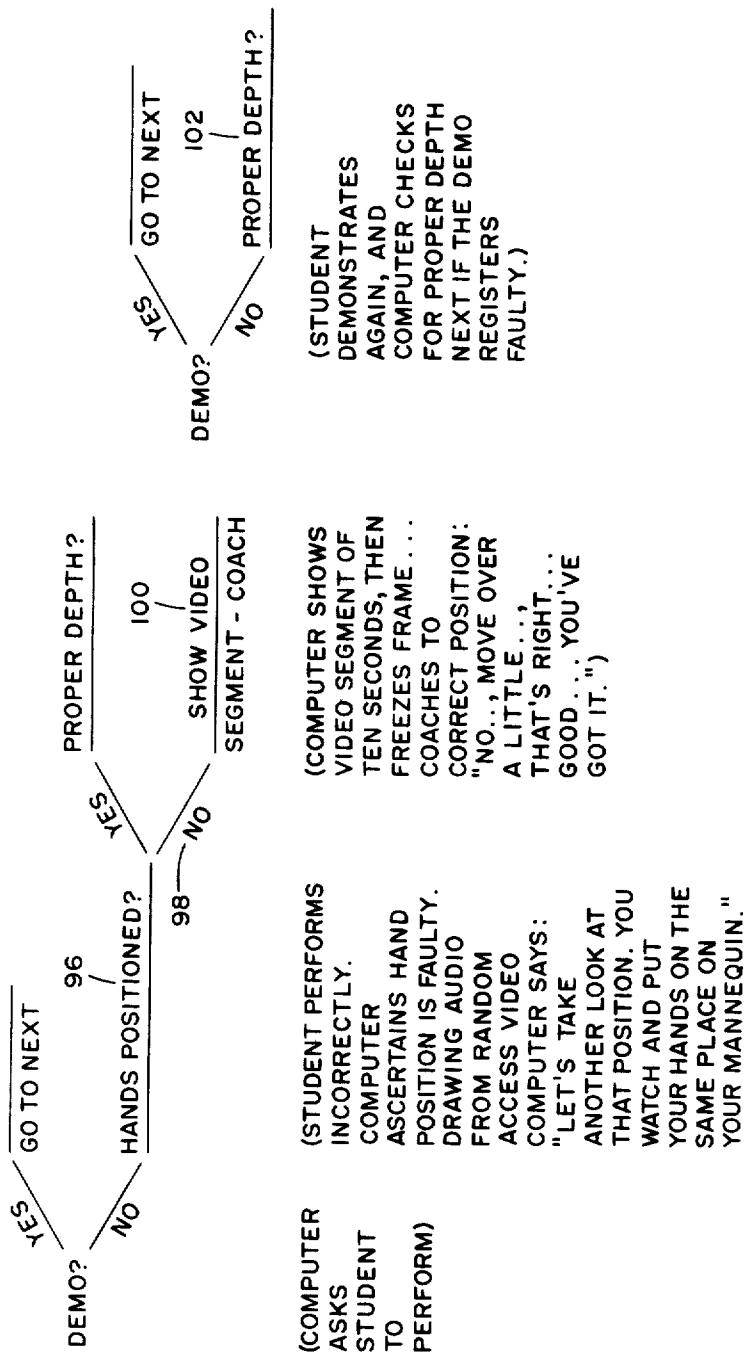 DEMO?
YES
GO TO NEXT
NO
HANDS POSITIONED?
96
YES
PROPER DEPTH?
98
NO
100
SHOW VIDEO
SEGMENT - COACH
DEMO?
YES
GO TO NEXT
NO
102
PROPER DEPTH?
(COMPUTER
ASKS
STUDENT
TO
PERFORM)
(STUDENT PERFORMS
INCORRECTLY.
COMPUTER
ASCERTAINS HAND
POSITION IS FAULTY.
DRAWING AUDIO
FROM RANDOM
ACCESS VIDEO
COMPUTER SAYS:
"LET'S TAKE
ANOTHER LOOK AT
THAT POSITION. YOU
WATCH AND PUT
YOUR HANDS ON THE
SAME PLACE ON
YOUR MANNEQUIN."
(COMPUTER SHOWS
VIDEO SEGMENT OF
TEN SECONDS, THEN
FREEZES FRAME....
COACHES TO
CORRECT POSITION:
"NO..., MOVE OVER
A LITTLE...,
THAT'S RIGHT....
GOOD.... YOU'VE
GOT IT.")
(STUDENT
DEMONSTRATES
AGAIN, AND
COMPUTER CHECKS
FOR PROPER DEPTH
NEXT IF THE DEMO
REGISTERS
FAULTY.)